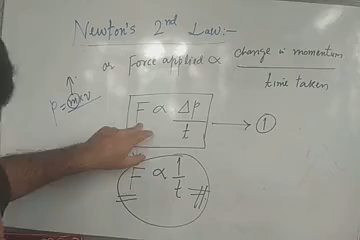 Newton's 2nd Law:-
or Force applied ∝ change in momentum / time taken
p = m×v
F ∝ Δp / t → 1
F ∝ 1 / t